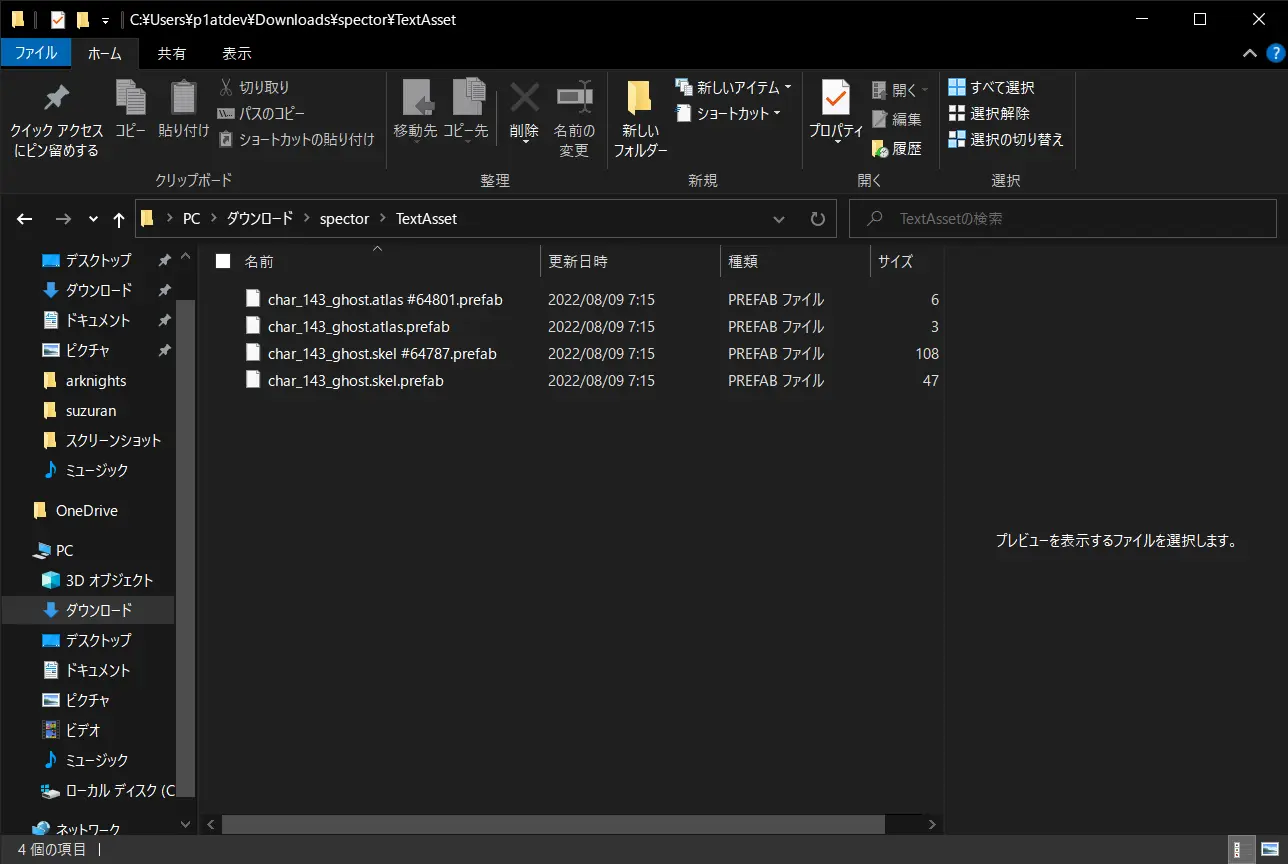 C:¥Users¥p1atdev¥Downloads¥spector¥TextAsset
ファイル ホーム 共有 表示
クイック アクセス
にピン留めする
コピー
貼り付け
切り取り
パスのコピー
ショートカットの貼り付け
クリップボード
移動先
コピー先
削除
名前の
変更
整理
新しい
フォルダー
新しいアイテム
ショートカット
新規
プロパティ
開く
編集
履歴
開く
すべて選択
選択解除
選択の切り替え
選択
PC ダウンロード spector TextAsset
TextAssetの検索
デスクトップ
ダウンロード
ドキュメント
ピクチャ
arknights
suzuran
スクリーンショット
ミュージック
OneDrive
PC
3D オブジェクト
ダウンロード
デスクトップ
ドキュメント
ピクチャ
ビデオ
ミュージック
ローカル ディスク (C
ネットワーク
名前 更新日時 種類 サイズ
char_143_ghost.atlas #64801.prefab 2022/08/09 7:15 PREFAB ファイル 6
char_143_ghost.atlas.prefab 2022/08/09 7:15 PREFAB ファイル 3
char_143_ghost.skel #64787.prefab 2022/08/09 7:15 PREFAB ファイル 108
char_143_ghost.skel.prefab 2022/08/09 7:15 PREFAB ファイル 47
プレビューを表示するファイルを選択します。
4 個の項目